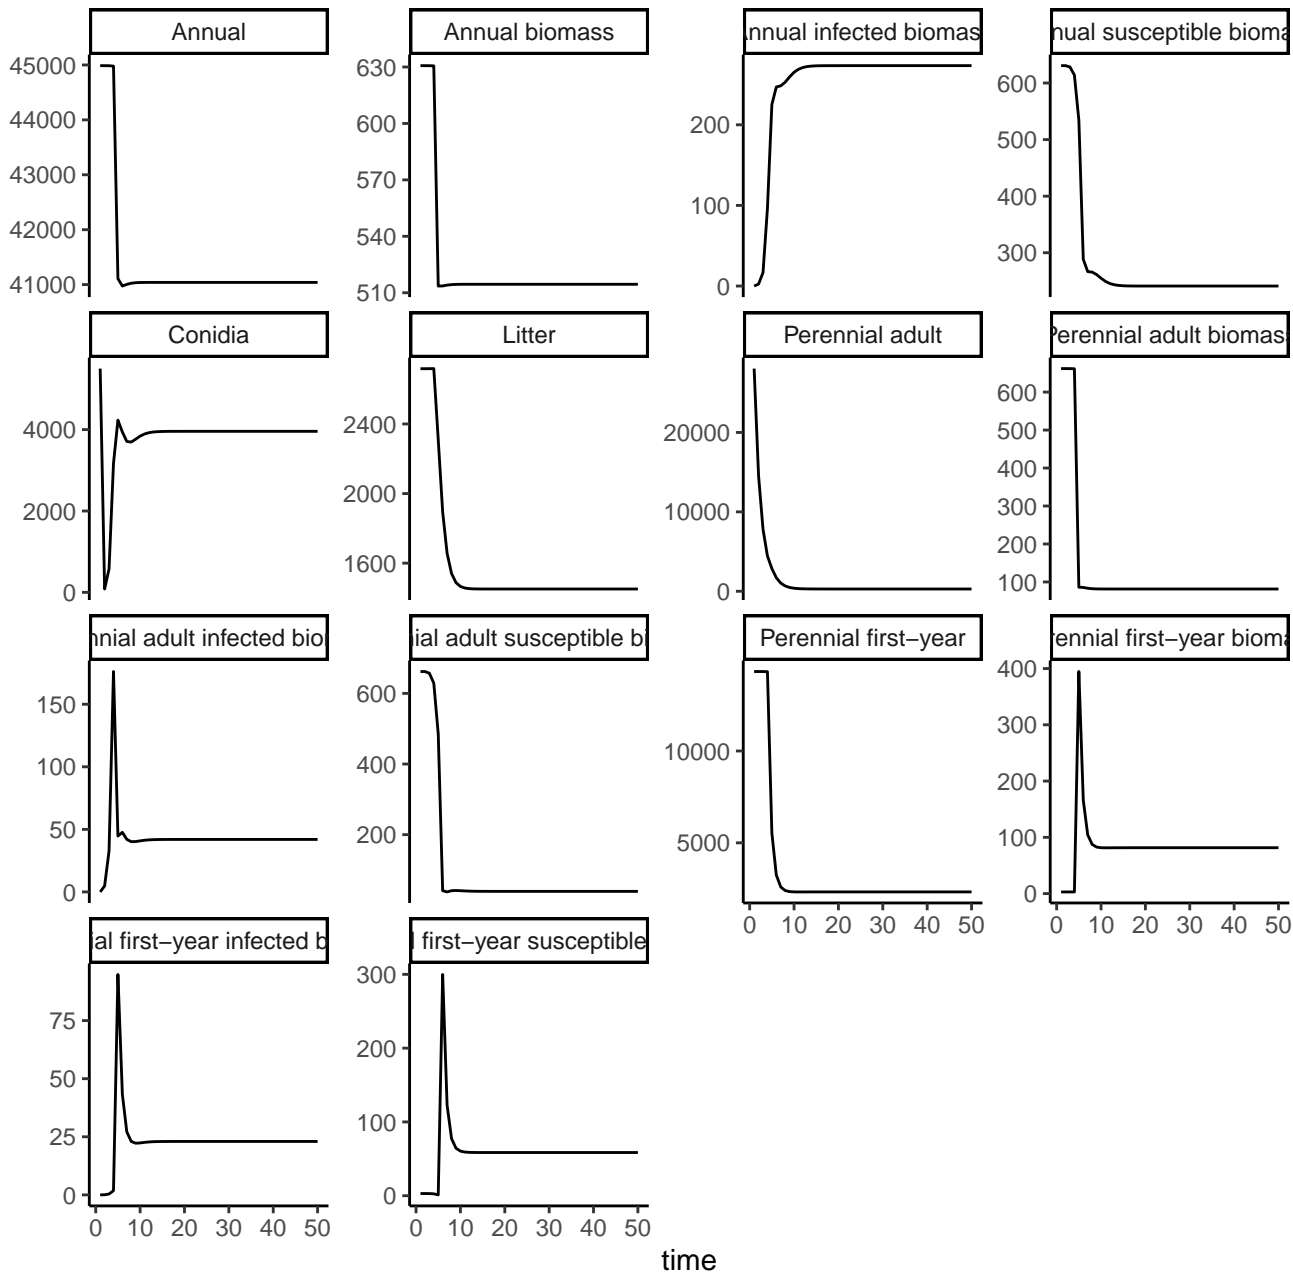 Annual
Annual biomass
Annual infected biomas
nual susceptible bioma
45000
44000
43000
42000
41000
630
600
570
540
510
200
100
0
600
500
400
300
Conidia
Litter
Perennial adult
Perennial adult biomass
4000
2000
0
2400
2000
1600
20000
10000
0
600
500
400
300
200
100
nnial adult infected bior
nial adult susceptible bi
Perennial first−year
rennial first−year bioma
150
100
50
0
600
400
200
10000
5000
400
300
200
100
0
0 10 20 30 40 50
0 10 20 30 40 50
ial first−year infected b
l first−year susceptible
75
50
25
0
300
200
100
0
0 10 20 30 40 50
0 10 20 30 40 50
time